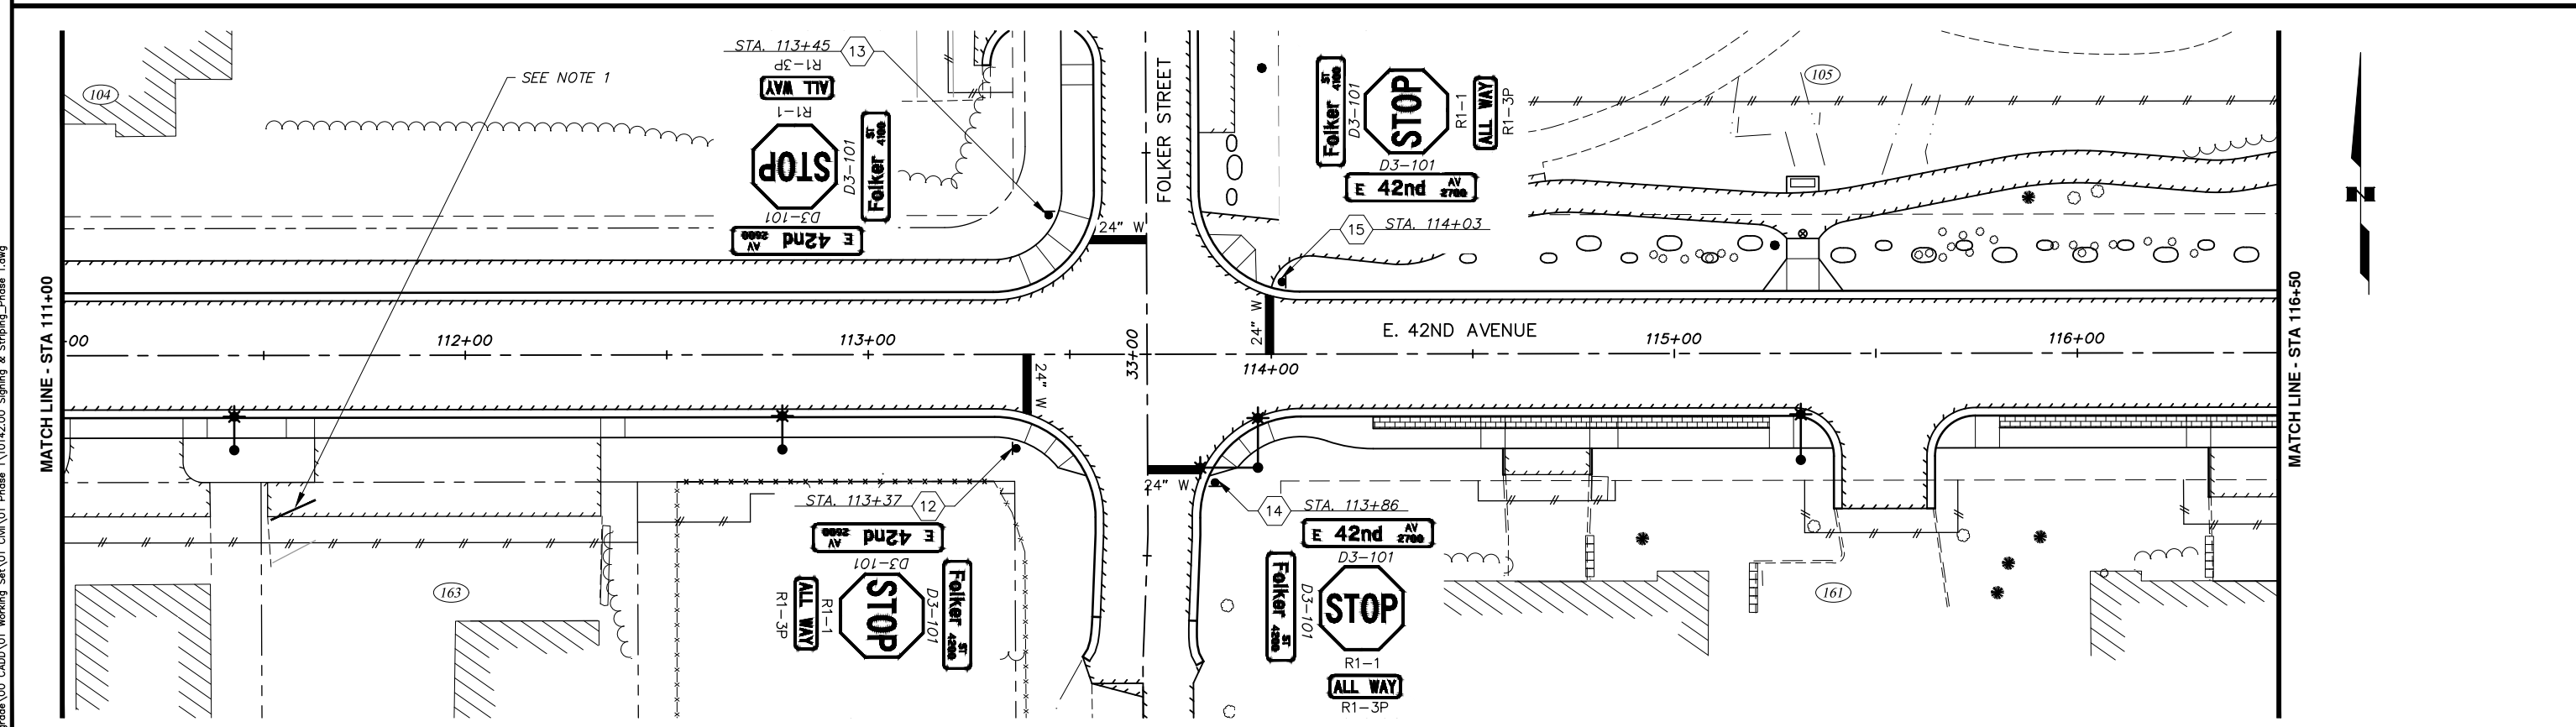 STA. 113+45
13
R1-3P
ALL WAY
R1-1
STOP
D3-101
Folker ST 4100
D3-101
E 42nd AV 2600
SEE NOTE 1
104
FOLKER STREET
Folker ST 4100
D3-101
STOP
R1-1
ALL WAY
R1-3P
D3-101
E 42nd AV 2700
105
15
STA. 114+03
24" W
24" W
E. 42ND AVENUE
MATCH LINE - STA 111+00
-00
112+00
113+00
33+00
114+00
115+00
116+00
MATCH LINE - STA 116+50
N
24" W
24" W
STA. 113+37
12
E 42nd AV 2600
D3-101
STOP
D3-101
Folker ST 4200
R1-1
ALL WAY
R1-3P
163
14
STA. 113+86
E 42nd AV 2700
D3-101
Folker ST 4200
D3-101
STOP
R1-1
ALL WAY
R1-3P
161